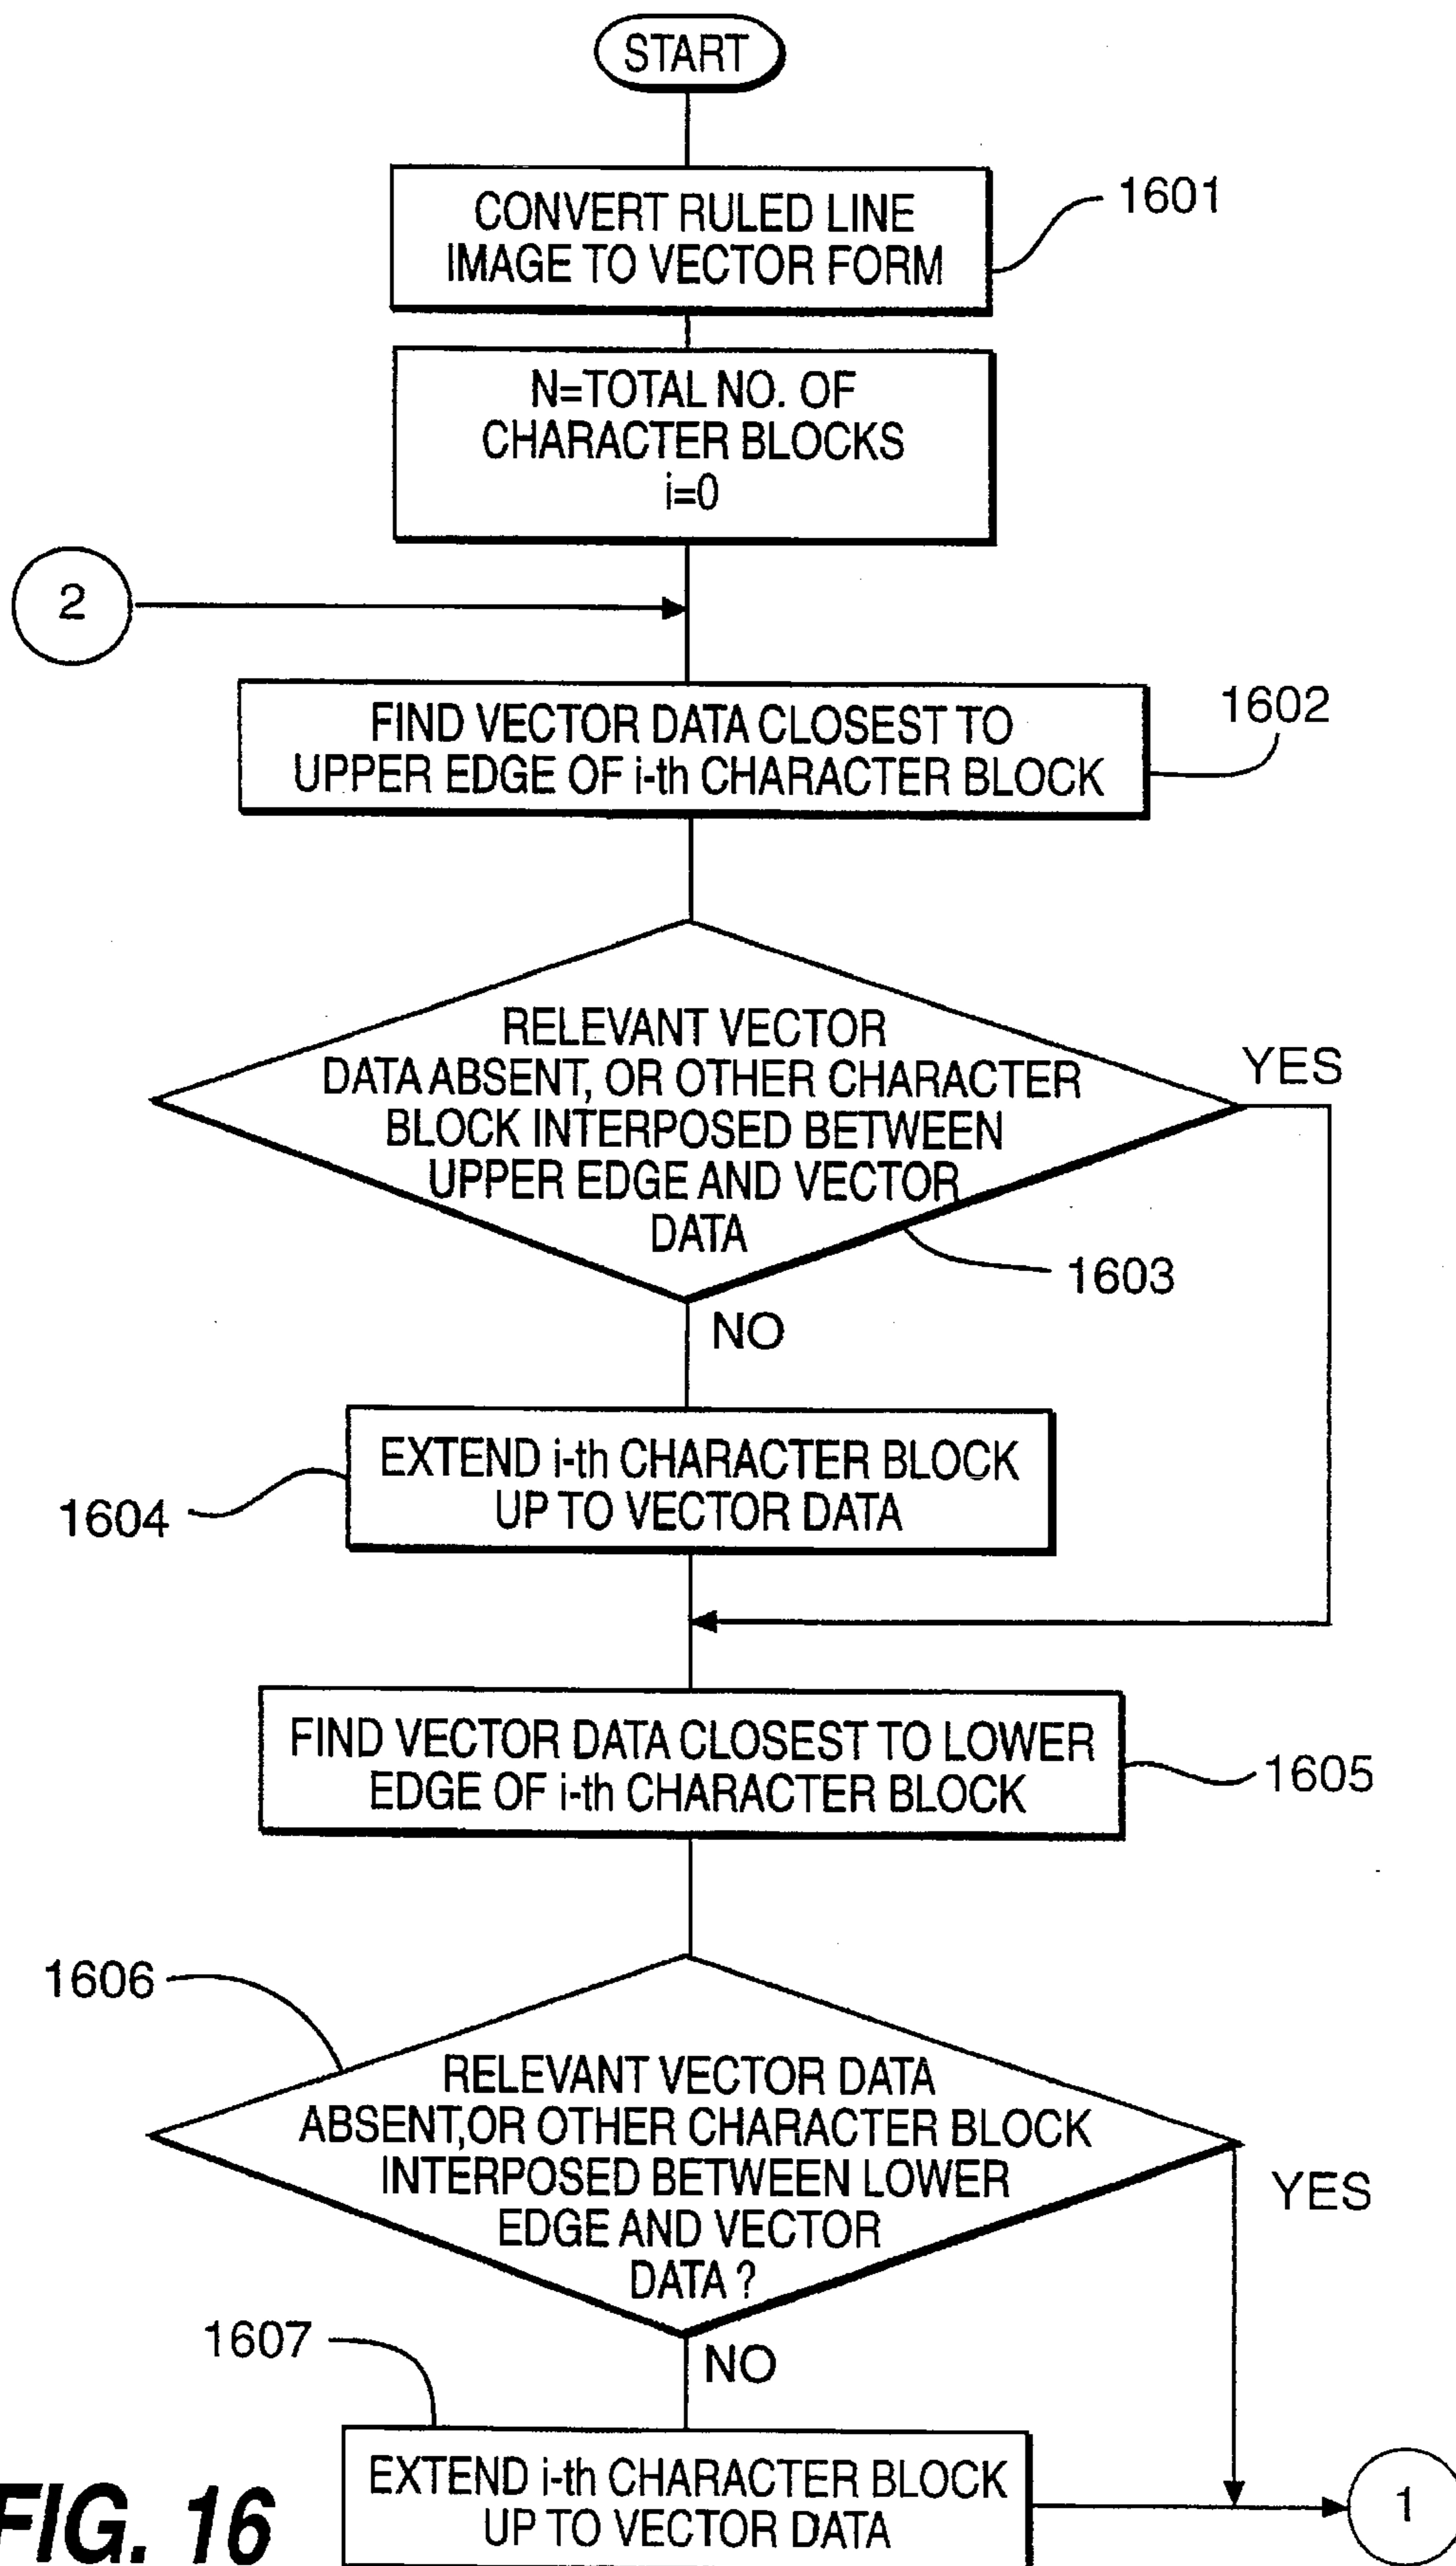 START
CONVERT RULED LINE
IMAGE TO VECTOR FORM
1601
N=TOTAL NO. OF
CHARACTER BLOCKS
i=0
2
FIND VECTOR DATA CLOSEST TO
UPPER EDGE OF i-th CHARACTER BLOCK
1602
RELEVANT VECTOR
DATA ABSENT, OR OTHER CHARACTER
BLOCK INTERPOSED BETWEEN
UPPER EDGE AND VECTOR
DATA
YES
1603
NO
EXTEND i-th CHARACTER BLOCK
UP TO VECTOR DATA
1604
FIND VECTOR DATA CLOSEST TO LOWER
EDGE OF i-th CHARACTER BLOCK
1605
1606
RELEVANT VECTOR DATA
ABSENT,OR OTHER CHARACTER BLOCK
INTERPOSED BETWEEN LOWER
EDGE AND VECTOR
DATA ?
YES
1607
NO
EXTEND i-th CHARACTER BLOCK
UP TO VECTOR DATA
1
FIG. 16